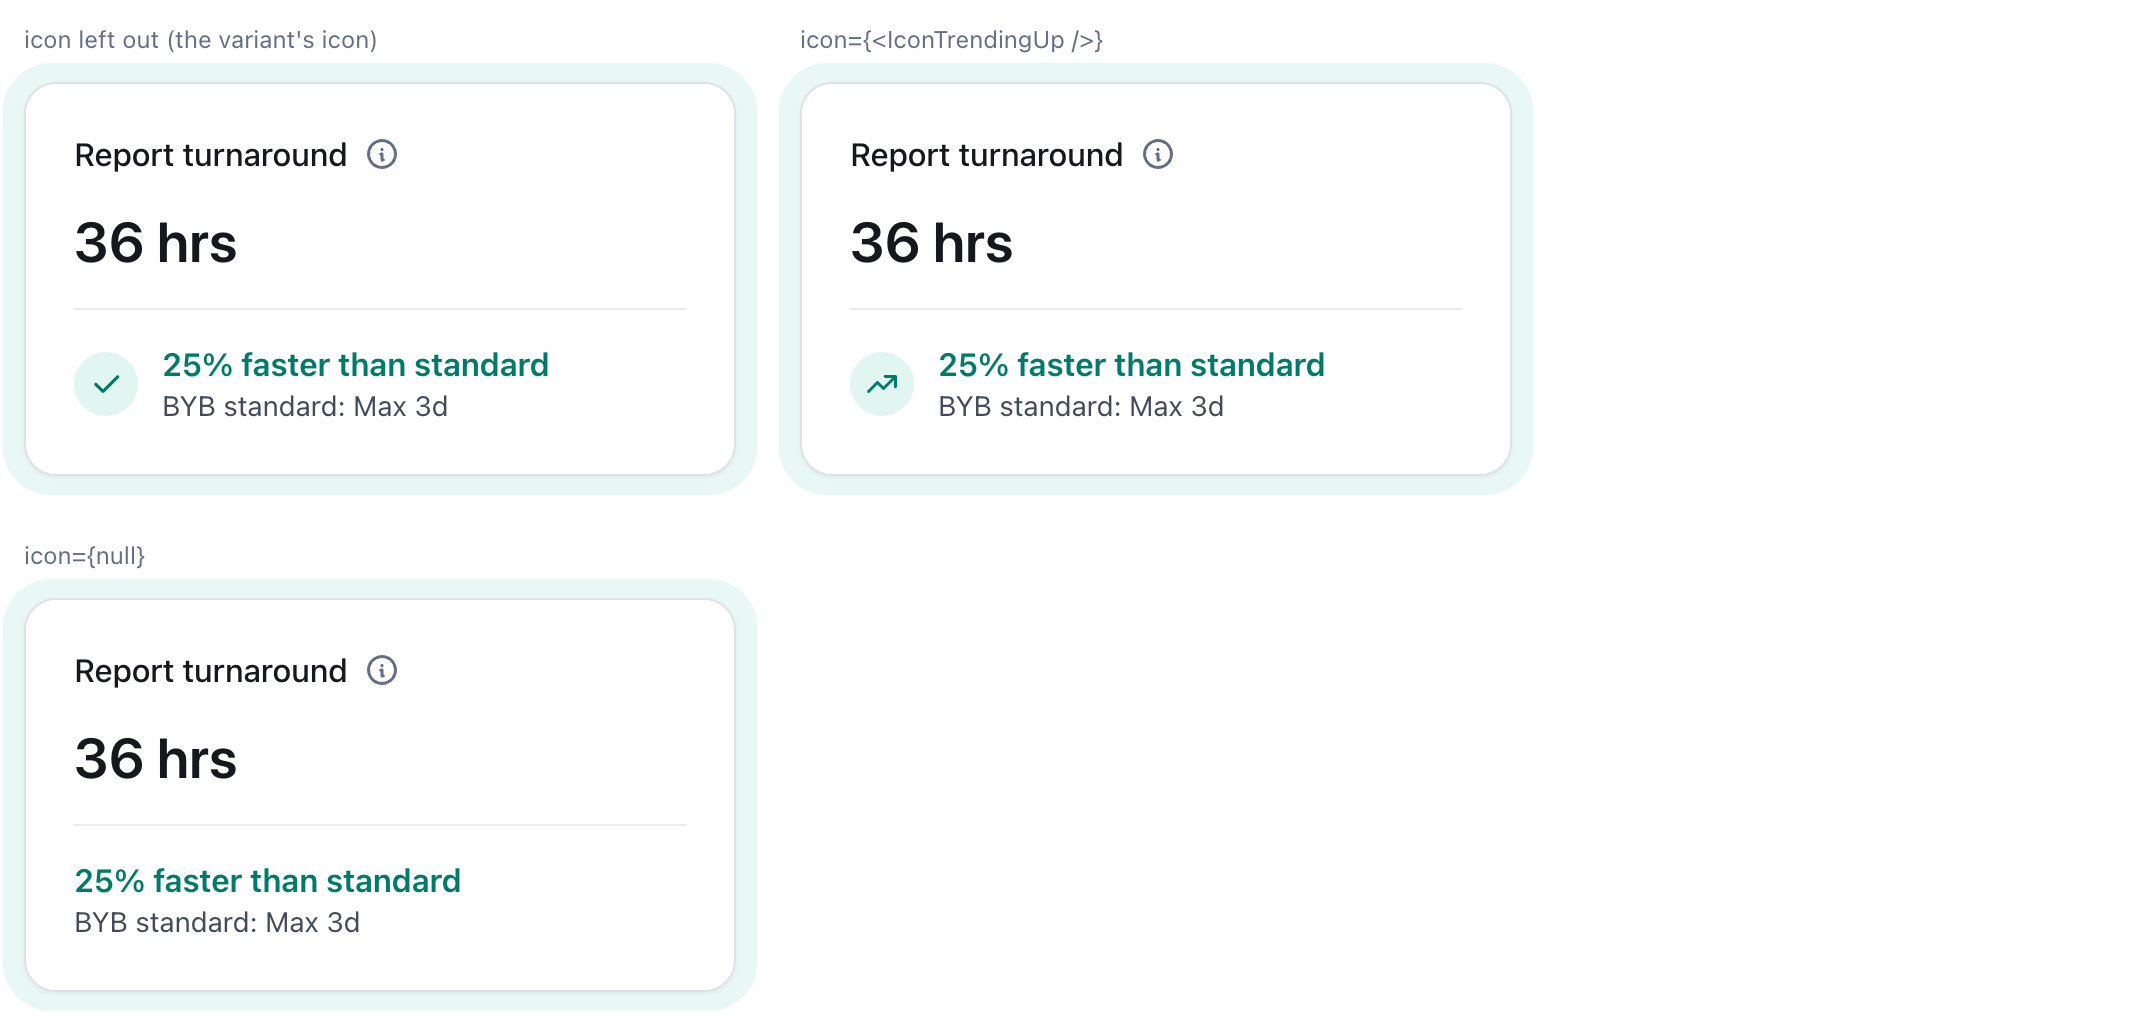 icon left out (the variant's icon)
Report turnaround
36 hrs
25% faster than standard
BYB standard: Max 3d
icon={<IconTrendingUp />}
Report turnaround
36 hrs
25% faster than standard
BYB standard: Max 3d
icon={null}
Report turnaround
36 hrs
25% faster than standard
BYB standard: Max 3d